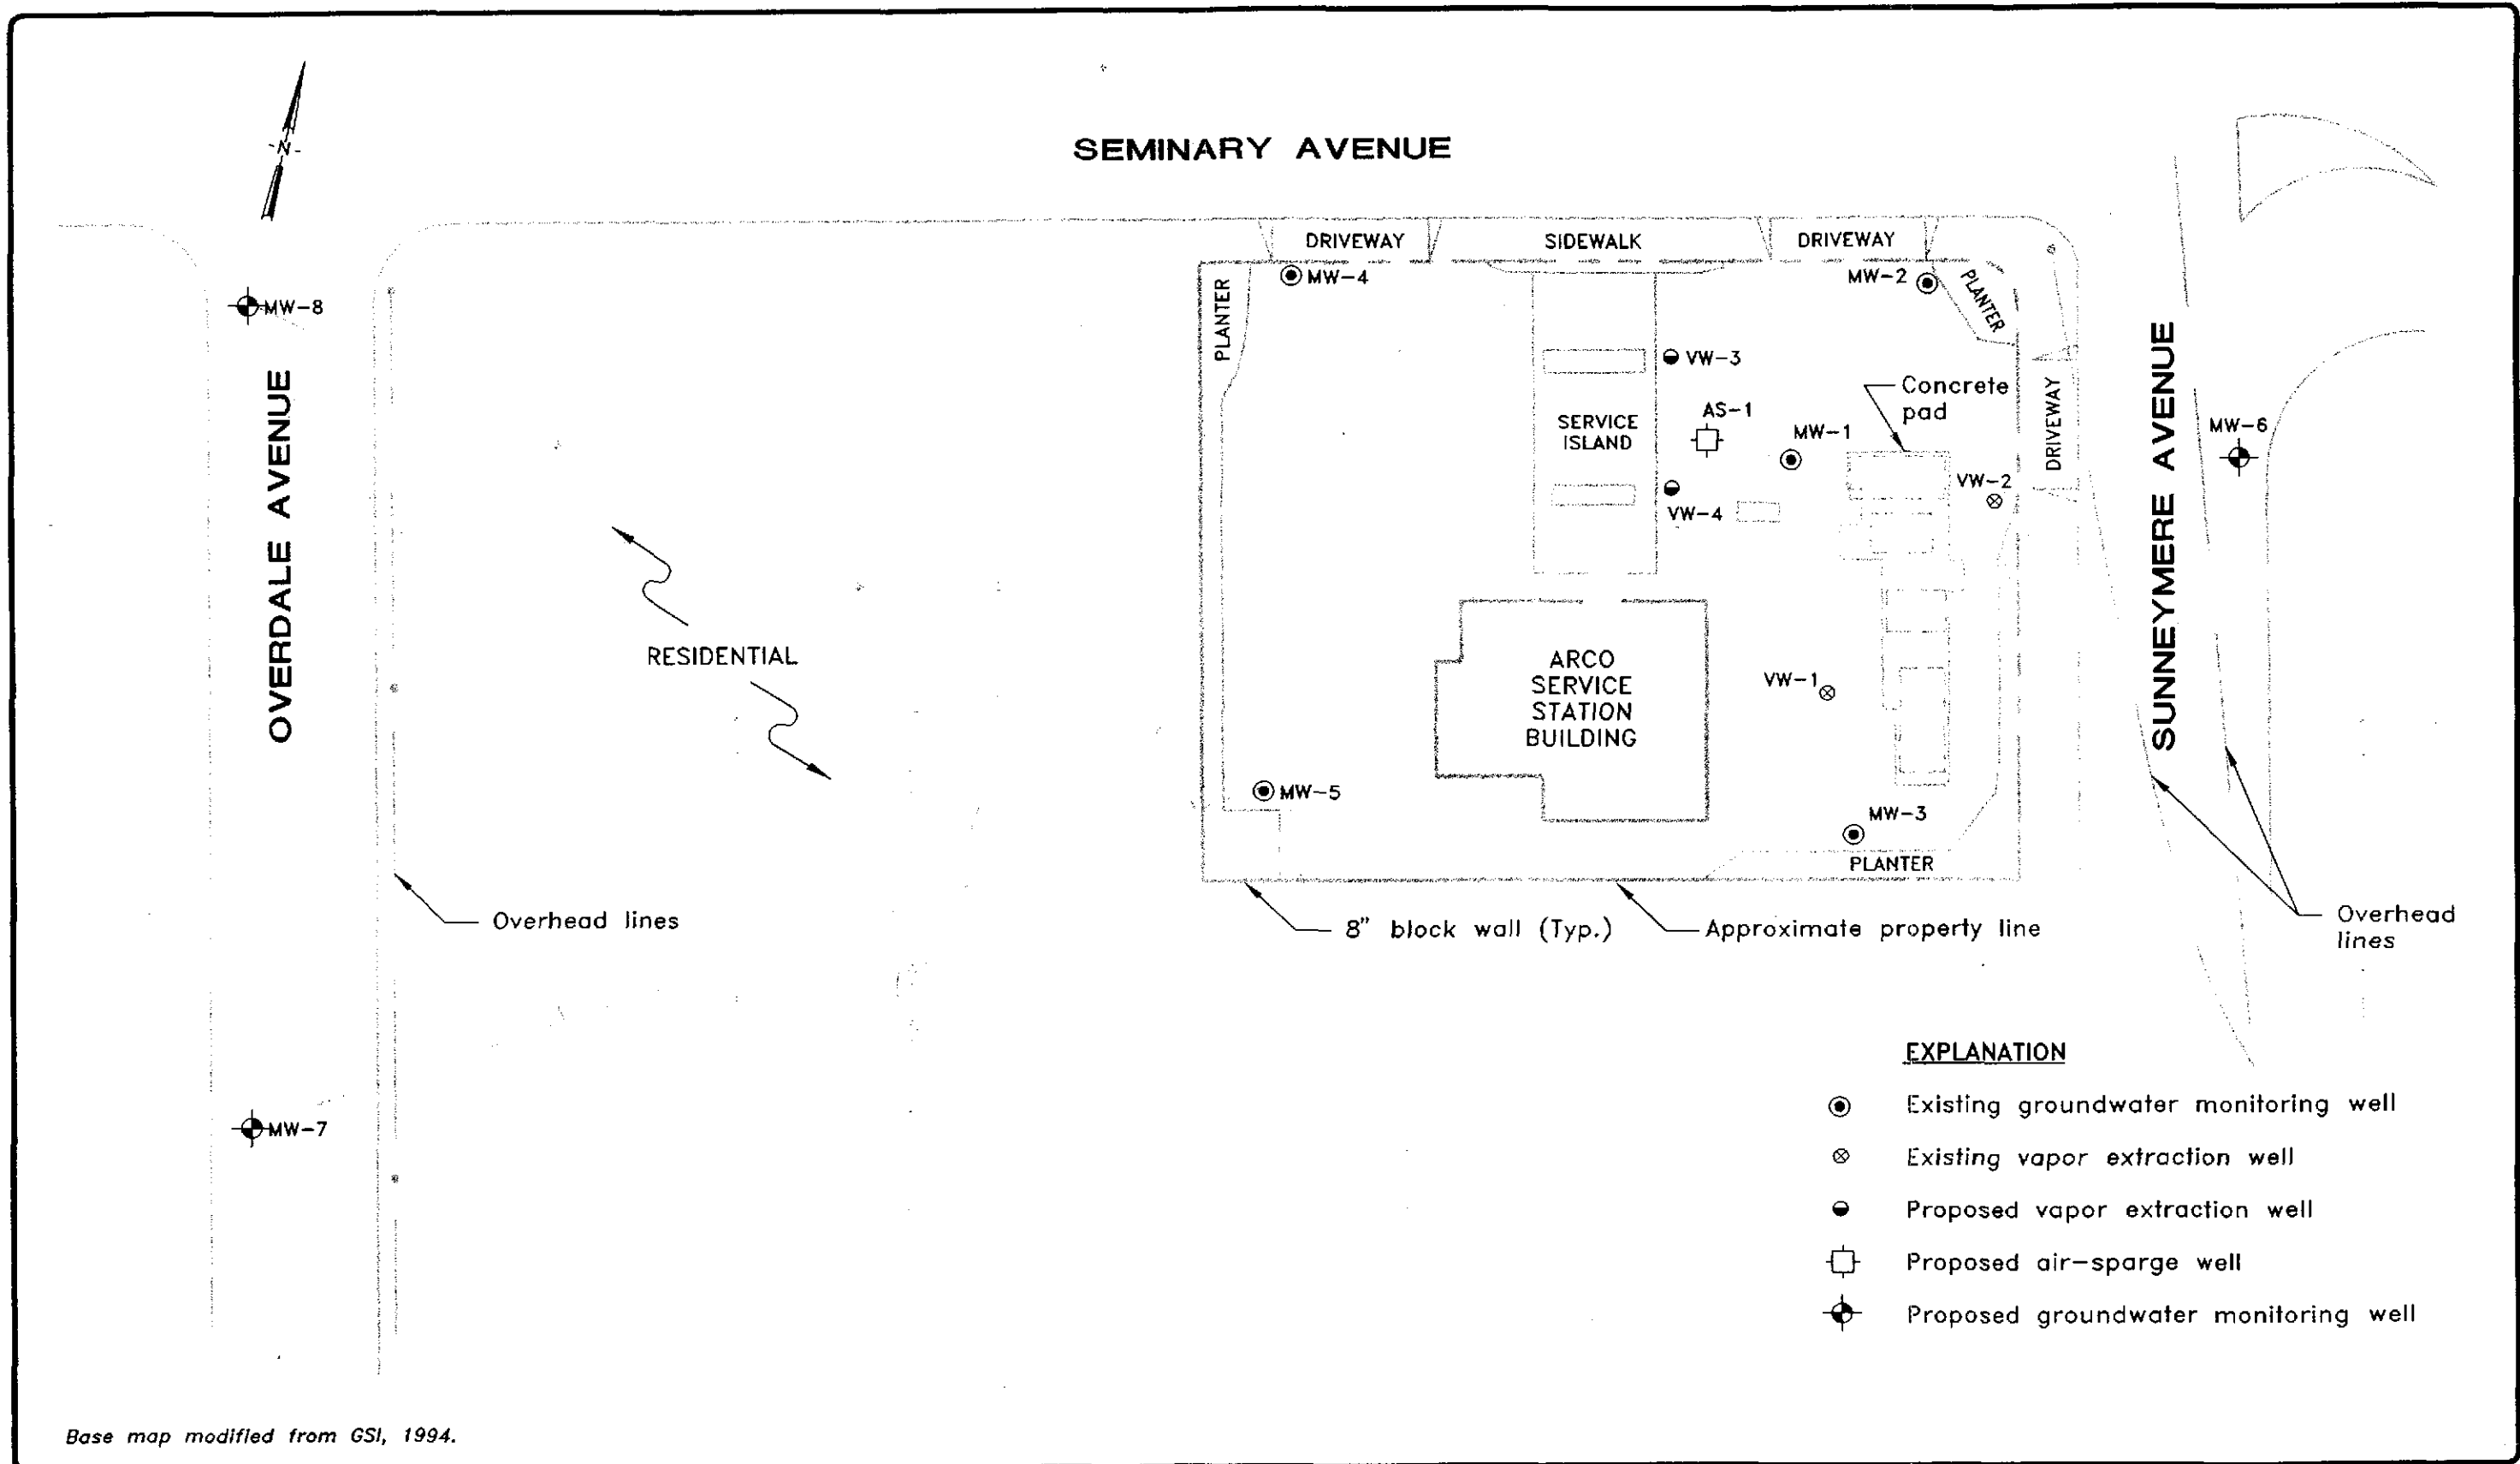 -N-
SEMINARY AVENUE
DRIVEWAY
SIDEWALK
DRIVEWAY
MW-4
MW-2
PLANTER
PLANTER
MW-8
VW-3
Concrete
pad
AS-1
SERVICE
ISLAND
MW-1
DRIVEWAY
MW-6
VW-2
VW-4
OVERDALE AVENUE
SUNNEYMERE AVENUE
RESIDENTIAL
ARCO
SERVICE
STATION
BUILDING
VW-1
MW-5
MW-3
PLANTER
Overhead lines
8" block wall (Typ.)
Approximate property line
Overhead
lines
EXPLANATION
Existing groundwater monitoring well
Existing vapor extraction well
Proposed vapor extraction well
Proposed air-sparge well
Proposed groundwater monitoring well
MW-7
Base map modified from GSI, 1994.